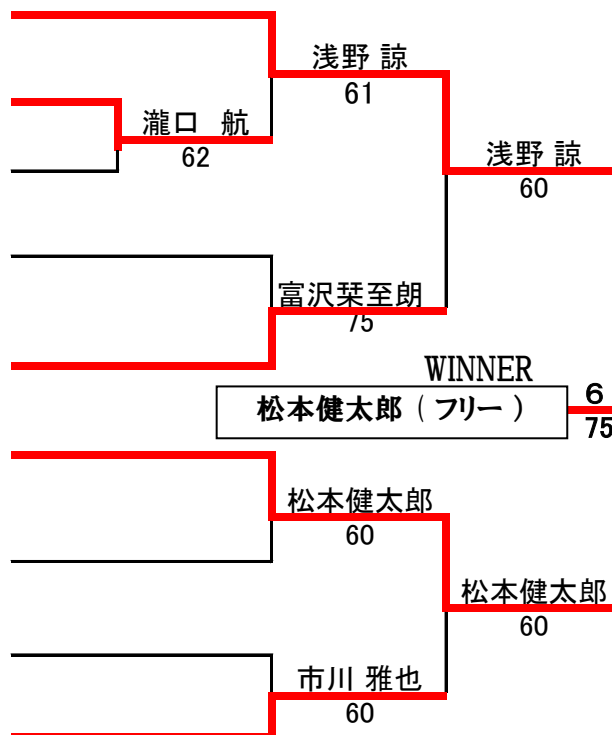 浅野 諒
61
瀧口 航
62
浅野 諒
60
富沢栞至朗
75
WINNER
松本健太郎 ( フリー )
6
75
松本健太郎
60
松本健太郎
60
市川 雅也
60